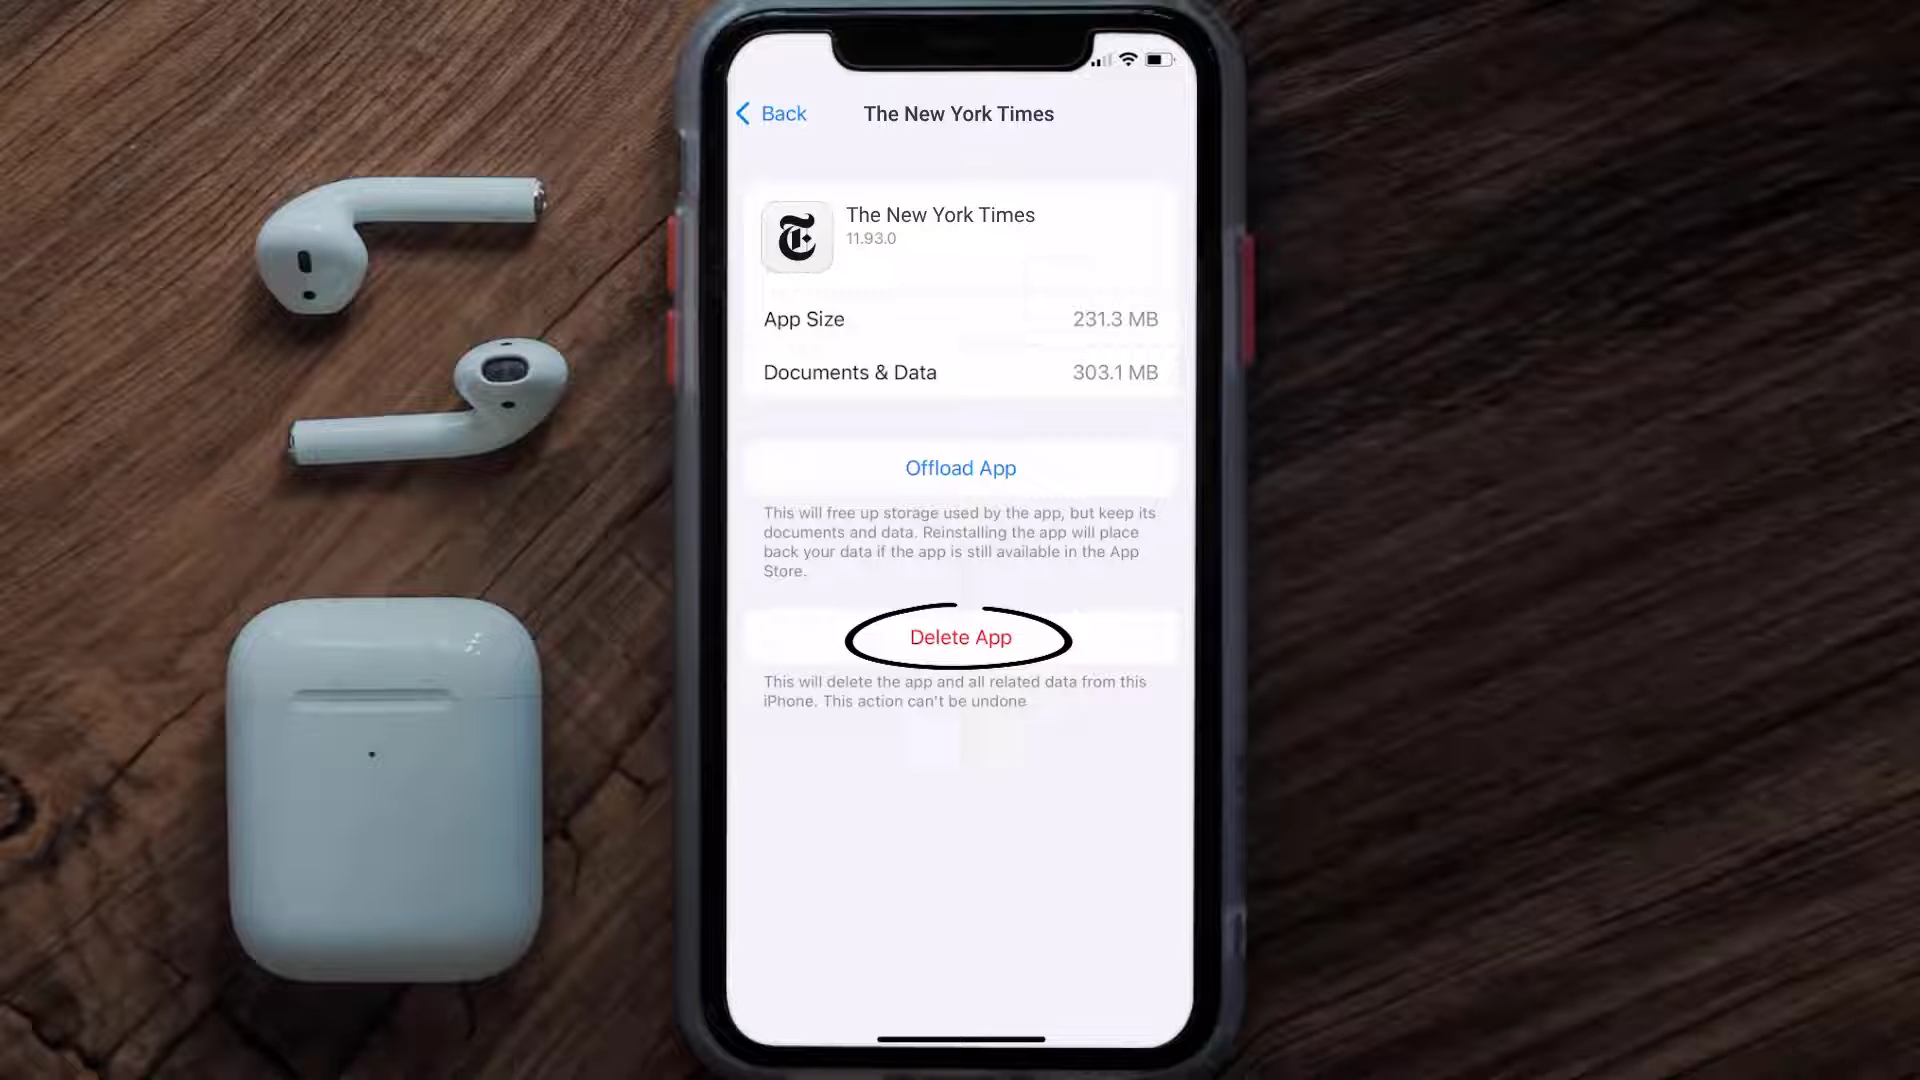 Back
The New York Times
The New York Times
11.93.0
App Size 231.3 MB
Documents & Data 303.1 MB
Offload App
This will free up storage used by the app, but keep its
documents and data. Reinstalling the app will place
back your data if the app is still available in the App
Store.
Delete App
This will delete the app and all related data from this
iPhone. This action can't be undone